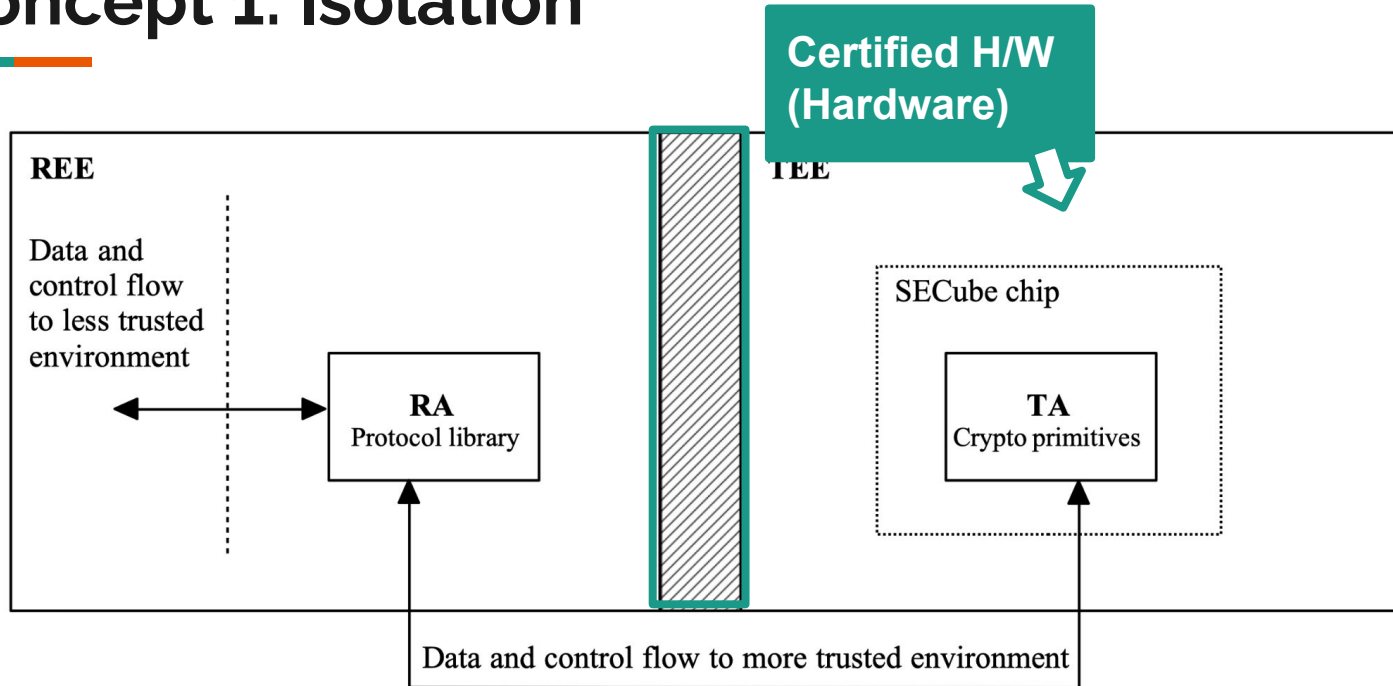 oncept 1: Isolation
Certified H/W
(Hardware)
REE
TEE
Data and
control flow
to less trusted
environment
SECube chip
RA
Protocol library
TA
Crypto primitives
Data and control flow to more trusted environment